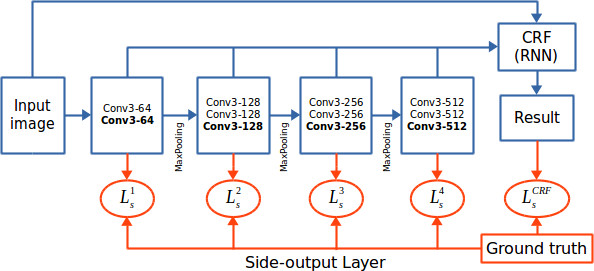 CRF
(RNN)
Input
image
Conv3-64
Conv3-64
MaxPooling
Conv3-128
Conv3-128
Conv3-128
MaxPooling
Conv3-256
Conv3-256
Conv3-256
MaxPooling
Conv3-512
Conv3-512
Conv3-512
Result
L_s^1
L_s^2
L_s^3
L_s^4
L_s^CRF
Ground truth
Side-output Layer